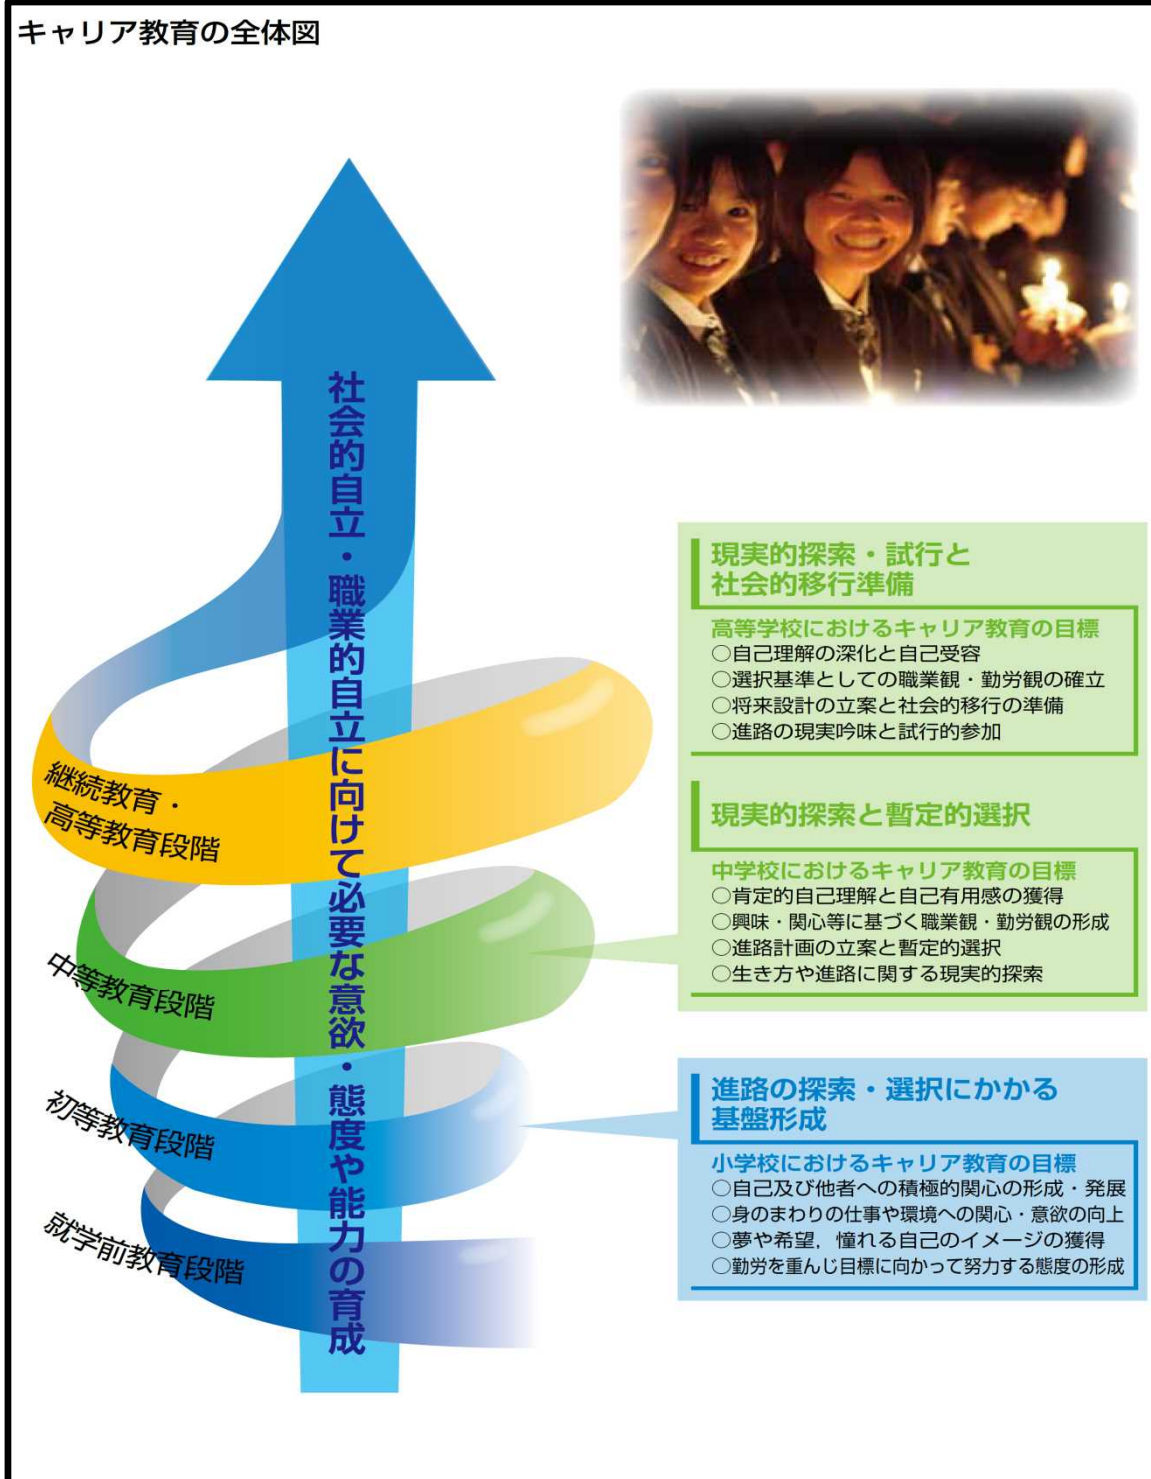 キャリア教育の全体図
社会的自立・職業的自立に向けて必要な意欲・態度や能力の育成
継続教育・
高等教育段階
中等教育段階
初等教育段階
就学前教育段階
現実的探索・試行と
社会的移行準備
高等学校におけるキャリア教育の目標
○自己理解の深化と自己受容
○選択基準としての職業観・勤労観の確立
○将来設計の立案と社会的移行の準備
○進路の現実吟味と試行的参加
現実的探索と暫定的選択
中学校におけるキャリア教育の目標
○肯定的自己理解と自己有用感の獲得
○興味・関心等に基づく職業観・勤労観の形成
○進路計画の立案と暫定的選択
○生き方や進路に関する現実的探索
進路の探索・選択にかかる
基盤形成
小学校におけるキャリア教育の目標
○自己及び他者への積極的関心の形成・発展
○身のまわりの仕事や環境への関心・意欲の向上
○夢や希望，憧れる自己のイメージの獲得
○勤労を重んじ目標に向かって努力する態度の形成